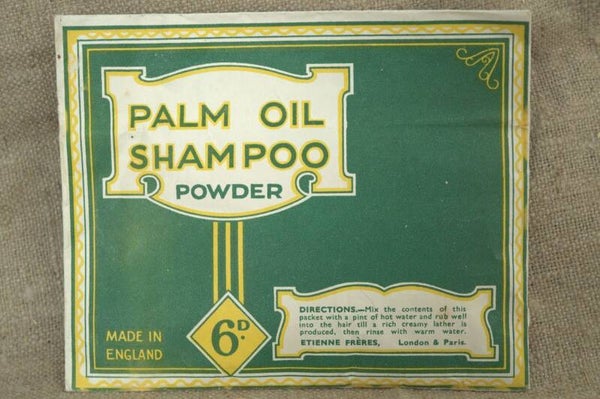 PALM OIL
SHAMPOO
POWDER
6D.
MADE IN
ENGLAND
DIRECTIONS.—Mix the contents of this
packet with a pint of hot water and rub well
into the hair till a rich creamy lather is
produced, then rinse with warm water.
ETIENNE FRÈRES, London & Paris.